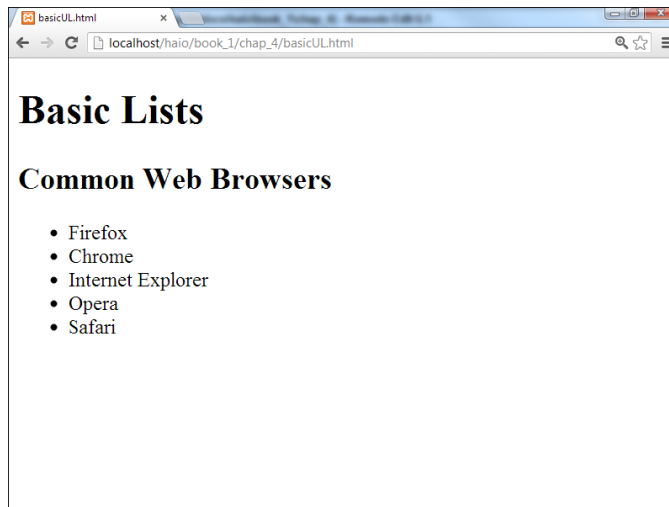 basicUL.html
localhost/haio/book_1/chap_4/basicUL.html
Basic Lists
Common Web Browsers
• Firefox
• Chrome
• Internet Explorer
• Opera
• Safari